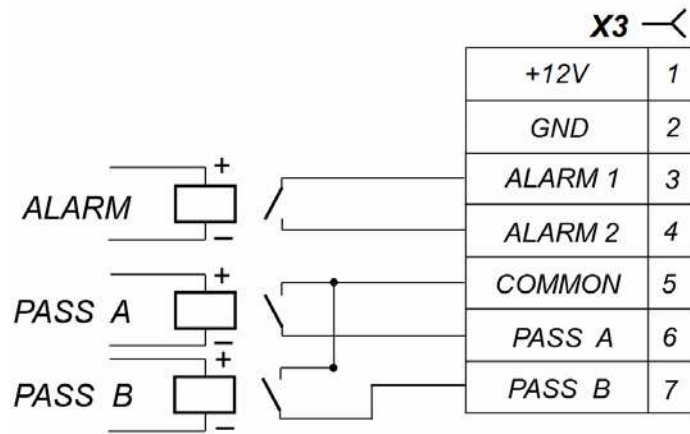 X3
+12V 1
GND 2
+
ALARM 1 3
ALARM
ALARM 2 4
−
+
COMMON 5
PASS A
PASS A 6
−
+
PASS B 7
PASS B
−